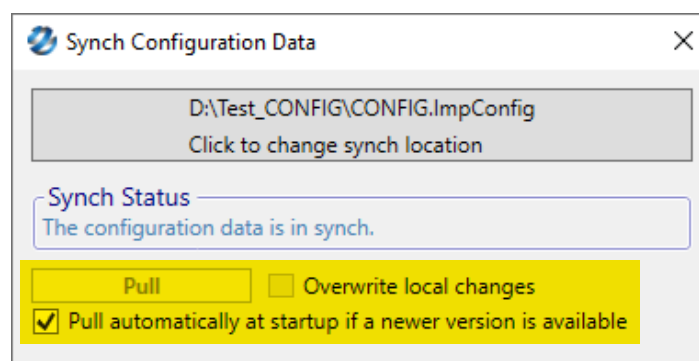 Synch Configuration Data
D:\Test_CONFIG\CONFIG.ImpConfig
Click to change synch location
Synch Status
The configuration data is in synch.
Pull Overwrite local changes
Pull automatically at startup if a newer version is available